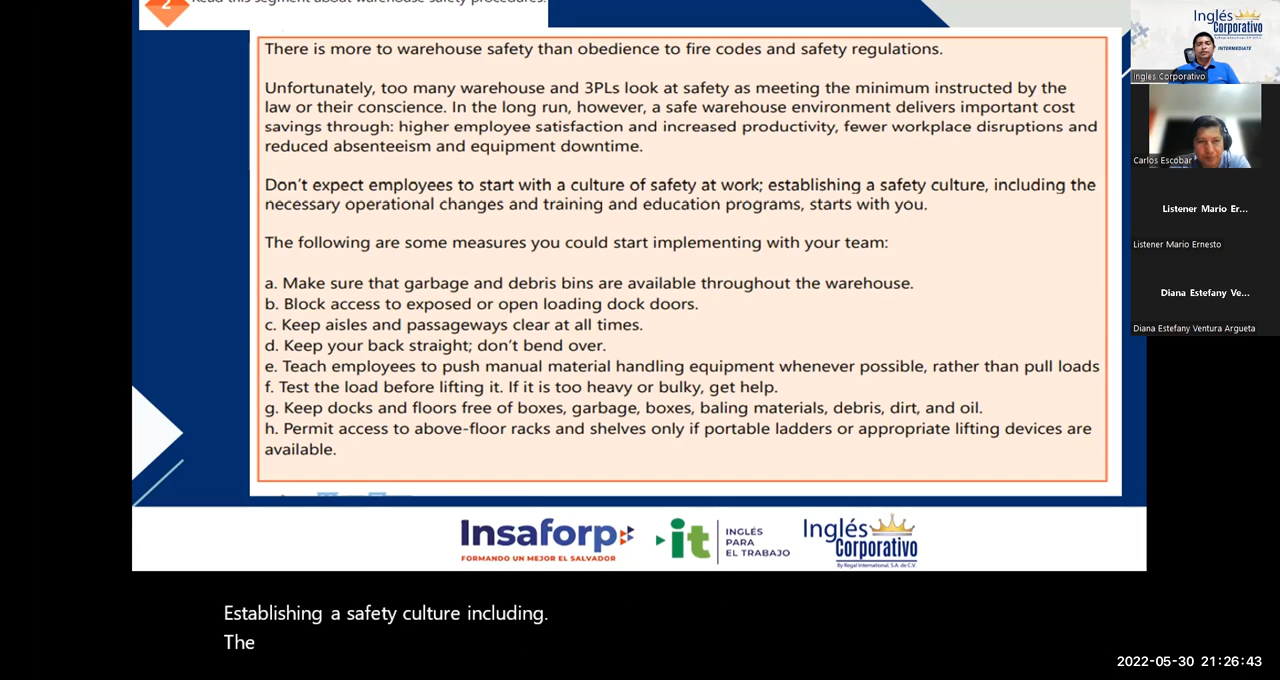 2 Read this segment about warehouse safety procedures.
There is more to warehouse safety than obedience to fire codes and safety regulations.
Unfortunately, too many warehouse and 3PLs look at safety as meeting the minimum instructed by the
law or their conscience. In the long run, however, a safe warehouse environment delivers important cost
savings through: higher employee satisfaction and increased productivity, fewer workplace disruptions and
reduced absenteeism and equipment downtime.
Don't expect employees to start with a culture of safety at work; establishing a safety culture, including the
necessary operational changes and training and education programs, starts with you.
The following are some measures you could start implementing with your team:
a. Make sure that garbage and debris bins are available throughout the warehouse.
b. Block access to exposed or open loading dock doors.
c. Keep aisles and passageways clear at all times.
d. Keep your back straight; don't bend over.
e. Teach employees to push manual material handling equipment whenever possible, rather than pull loads
f. Test the load before lifting it. If it is too heavy or bulky, get help.
g. Keep docks and floors free of boxes, garbage, boxes, baling materials, debris, dirt, and oil.
h. Permit access to above-floor racks and shelves only if portable ladders or appropriate lifting devices are
available.
Insaforp
FORMANDO UN MEJOR EL SALVADOR
it
INGLÉS
PARA
EL TRABAJO
Inglés
Corporativo
By Regal International, S.A. de C.V.
Inglés
Corporativo
INTERMEDIATE
Ingles Corporativo
Carlos Escobar
Listener Mario Er...
Listener Mario Ernesto
Diana Estefany Ve...
Diana Estefany Ventura Argueta
Establishing a safety culture including.
The
2022-05-30 21:26:43